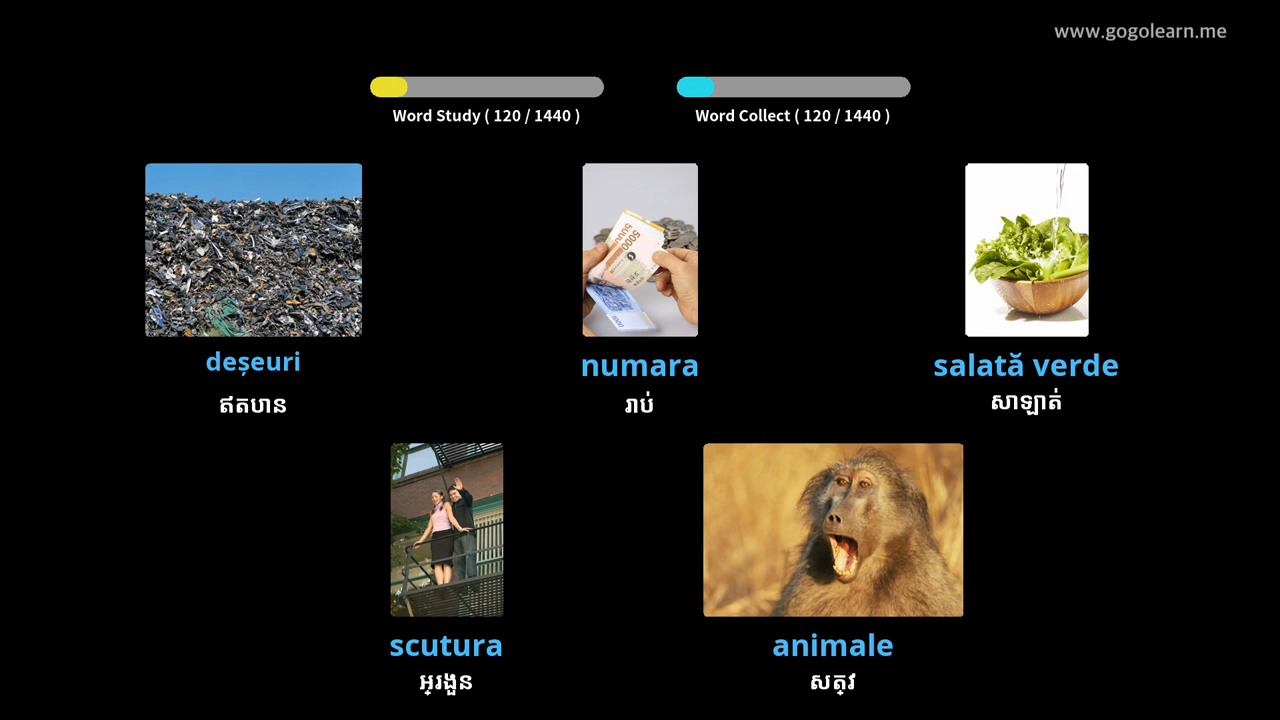 www.gogolearn.me
Word Study ( 120 / 1440 )
Word Collect ( 120 / 1440 )
5000
deșeuri
numara
salată verde
ឥតបាន
រាប់
សាឡាត់
scutura
animale
អ្រងួន
សត្វ